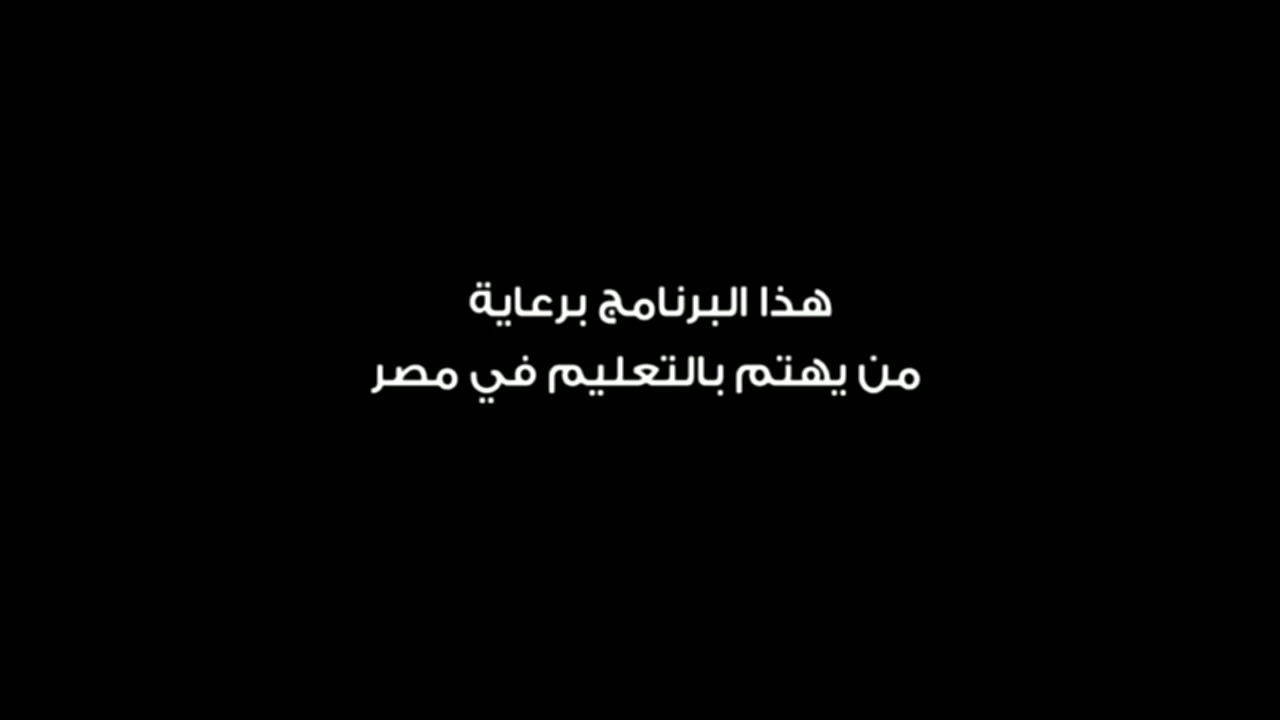 هذا البرنامج برعاية
من يهتم بالتعليم في مصر